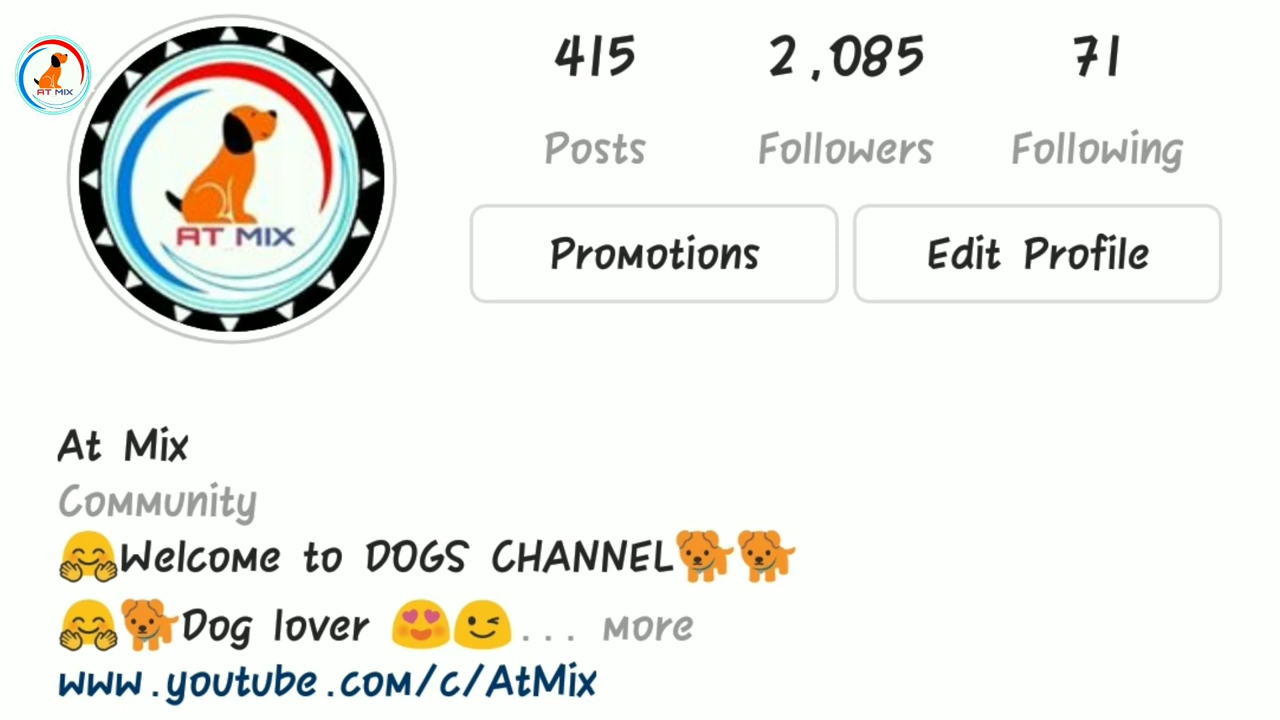 AT MIX
AT MIX
415 2,085 71
Posts Followers Following
Promotions Edit Profile
At Mix
Community
🤗Welcome to DOGS CHANNEL🐕🐕
🤗🐕Dog lover 😍😉... more
www.youtube.com/c/AtMix